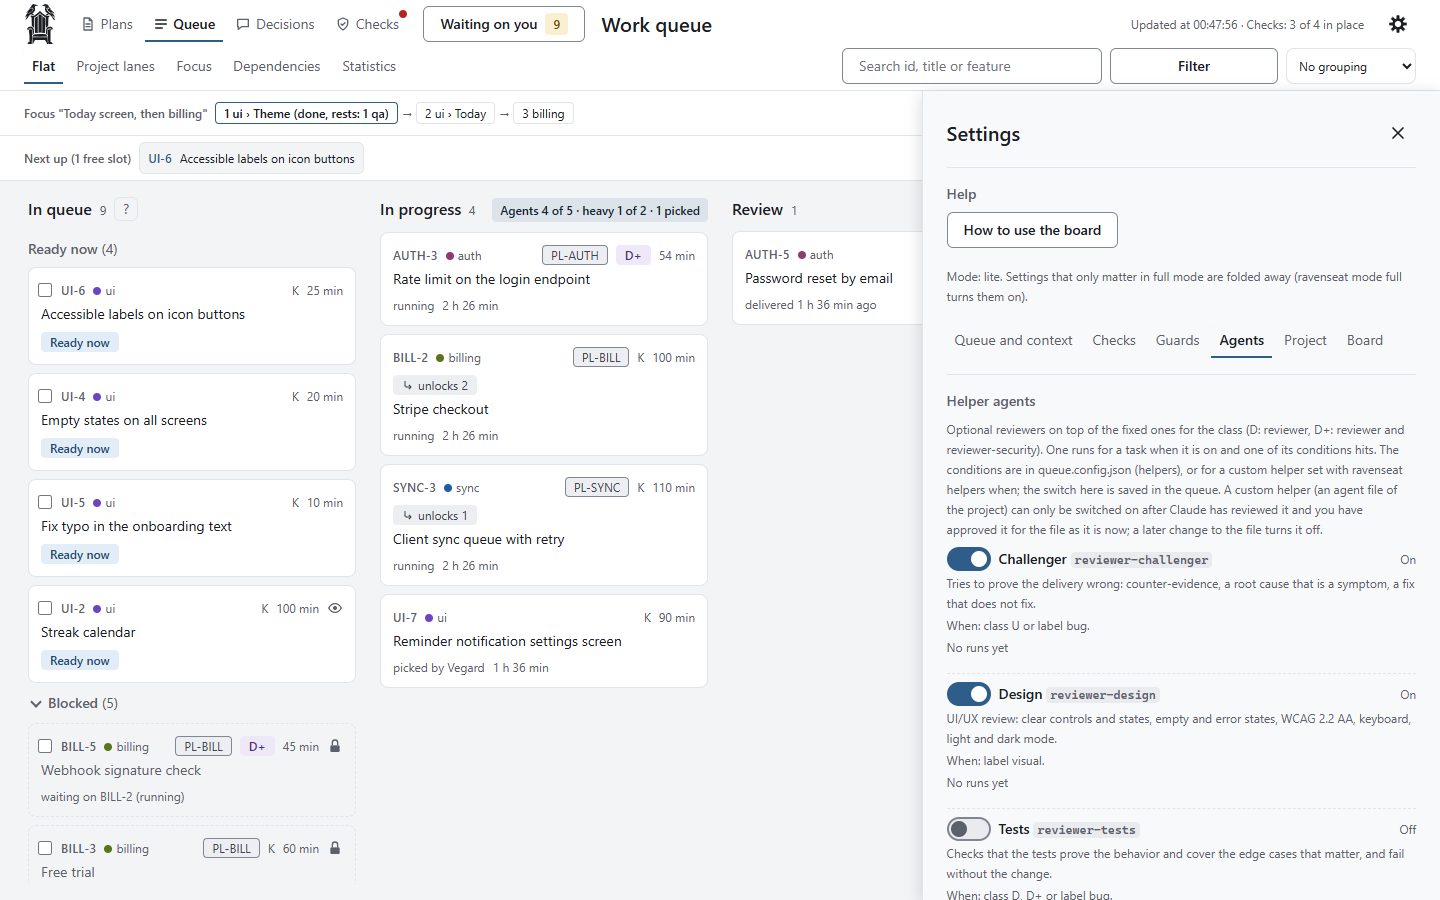 Plans
Queue
Decisions
Checks
Waiting on you 9
Work queue
Updated at 00:47:56 · Checks: 3 of 4 in place
Flat
Project lanes
Focus
Dependencies
Statistics
Search id, title or feature
Filter
No grouping
Focus "Today screen, then billing" 1 ui › Theme (done, rests: 1 qa) → 2 ui › Today → 3 billing
Next up (1 free slot) UI-6 Accessible labels on icon buttons
In queue 9 ?
Ready now (4)
UI-6 ui K 25 min
Accessible labels on icon buttons
Ready now
UI-4 ui K 20 min
Empty states on all screens
Ready now
UI-5 ui K 10 min
Fix typo in the onboarding text
Ready now
UI-2 ui K 100 min
Streak calendar
Ready now
Blocked (5)
BILL-5 billing PL-BILL D+ 45 min
Webhook signature check
waiting on BILL-2 (running)
BILL-3 billing PL-BILL K 60 min
Free trial
In progress 4 Agents 4 of 5 · heavy 1 of 2 · 1 picked
AUTH-3 auth PL-AUTH D+ 54 min
Rate limit on the login endpoint
running 2 h 26 min
BILL-2 billing PL-BILL K 100 min
↳ unlocks 2
Stripe checkout
running 2 h 26 min
SYNC-3 sync PL-SYNC K 110 min
↳ unlocks 1
Client sync queue with retry
running 2 h 26 min
UI-7 ui K 90 min
Reminder notification settings screen
picked by Vegard 1 h 36 min
Review 1
AUTH-5 auth
Password reset by email
delivered 1 h 36 min ago
Settings
Help
How to use the board
Mode: lite. Settings that only matter in full mode are folded away (ravenseat mode full
turns them on).
Queue and context
Checks
Guards
Agents
Project
Board
Helper agents
Optional reviewers on top of the fixed ones for the class (D: reviewer, D+: reviewer and
reviewer-security). One runs for a task when it is on and one of its conditions hits. The
conditions are in queue.config.json (helpers), or for a custom helper set with ravenseat
helpers when; the switch here is saved in the queue. A custom helper (an agent file of
the project) can only be switched on after Claude has reviewed it and you have
approved it for the file as it is now; a later change to the file turns it off.
Challenger reviewer-challenger On
Tries to prove the delivery wrong: counter-evidence, a root cause that is a symptom, a fix
that does not fix.
When: class U or label bug.
No runs yet
Design reviewer-design On
UI/UX review: clear controls and states, empty and error states, WCAG 2.2 AA, keyboard,
light and dark mode.
When: label visual.
No runs yet
Tests reviewer-tests Off
Checks that the tests prove the behavior and cover the edge cases that matter, and fail
without the change.
When: class D, D+ or label bug.